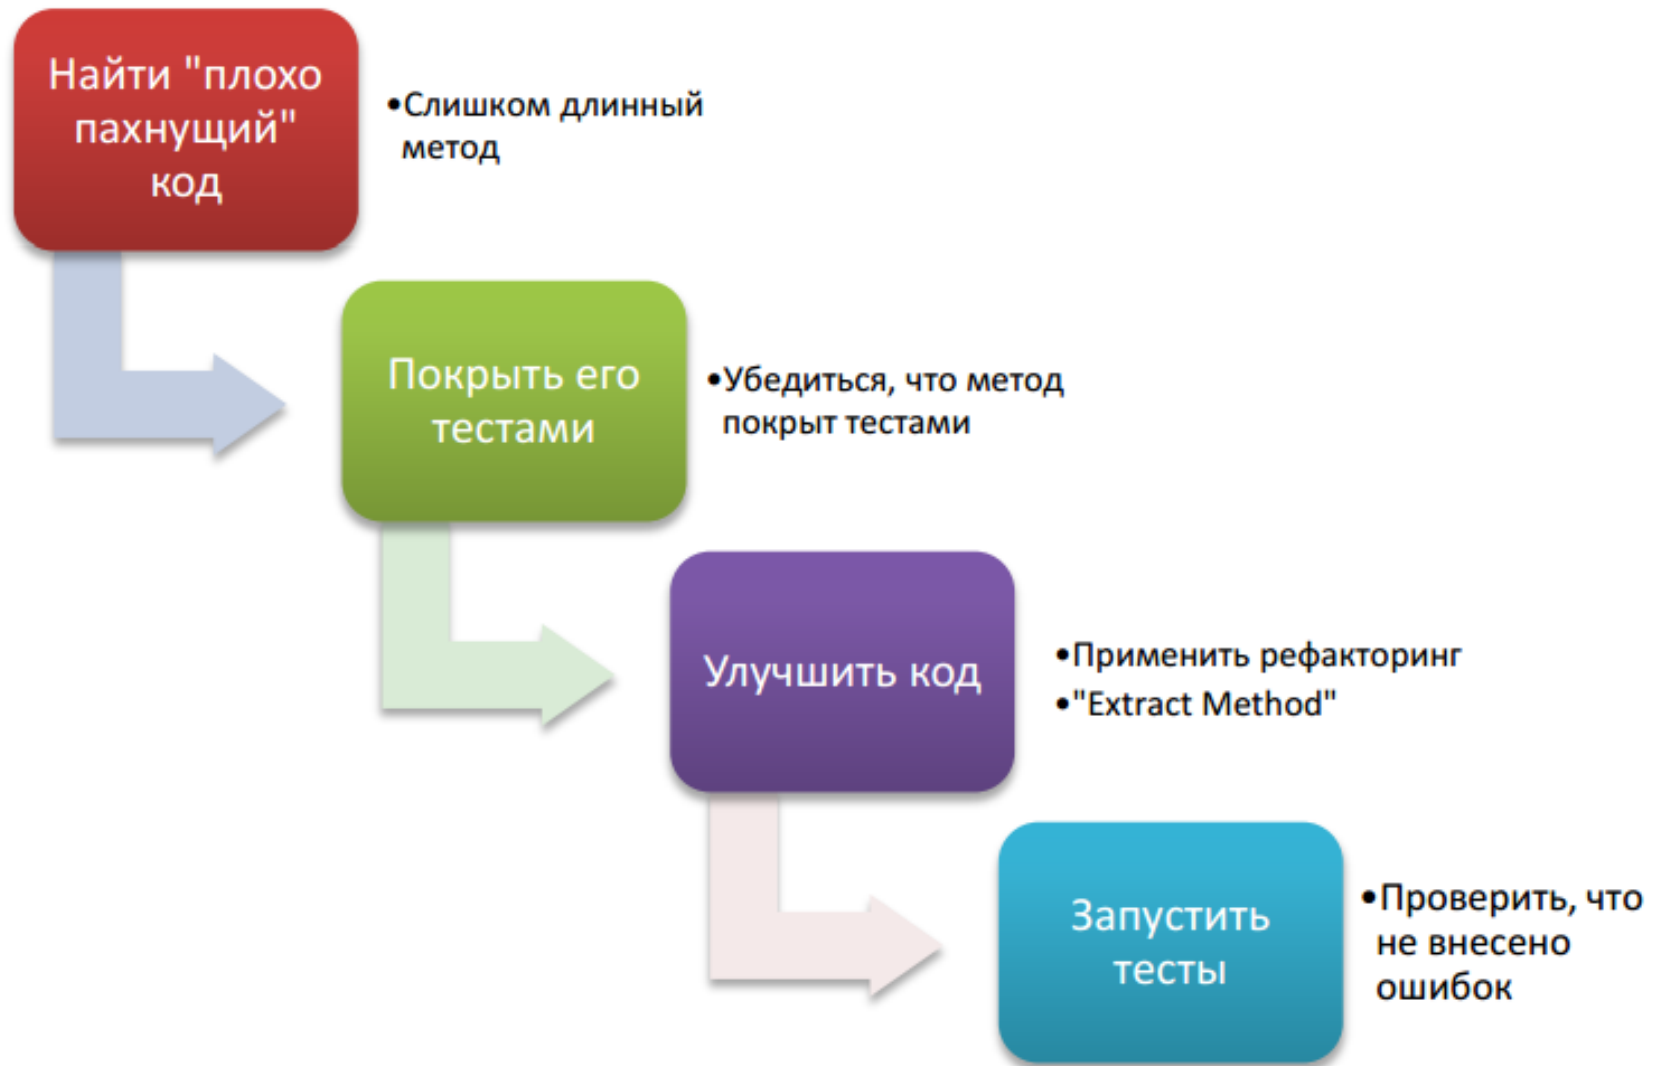 Найти "плохо
пахнущий"
код
•Слишком длинный
метод
Покрыть его
тестами
•Убедиться, что метод
покрыт тестами
Улучшить код
•Применить рефакторинг
•"Extract Method"
Запустить
тесты
•Проверить, что
не внесено
ошибок